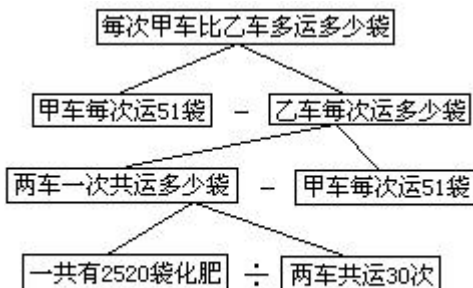 每次甲车比乙车多运多少袋
甲车每次运51袋 － 乙车每次运多少袋
两车一次共运多少袋 － 甲车每次运51袋
一共有2520袋化肥 ÷ 两车共运30次